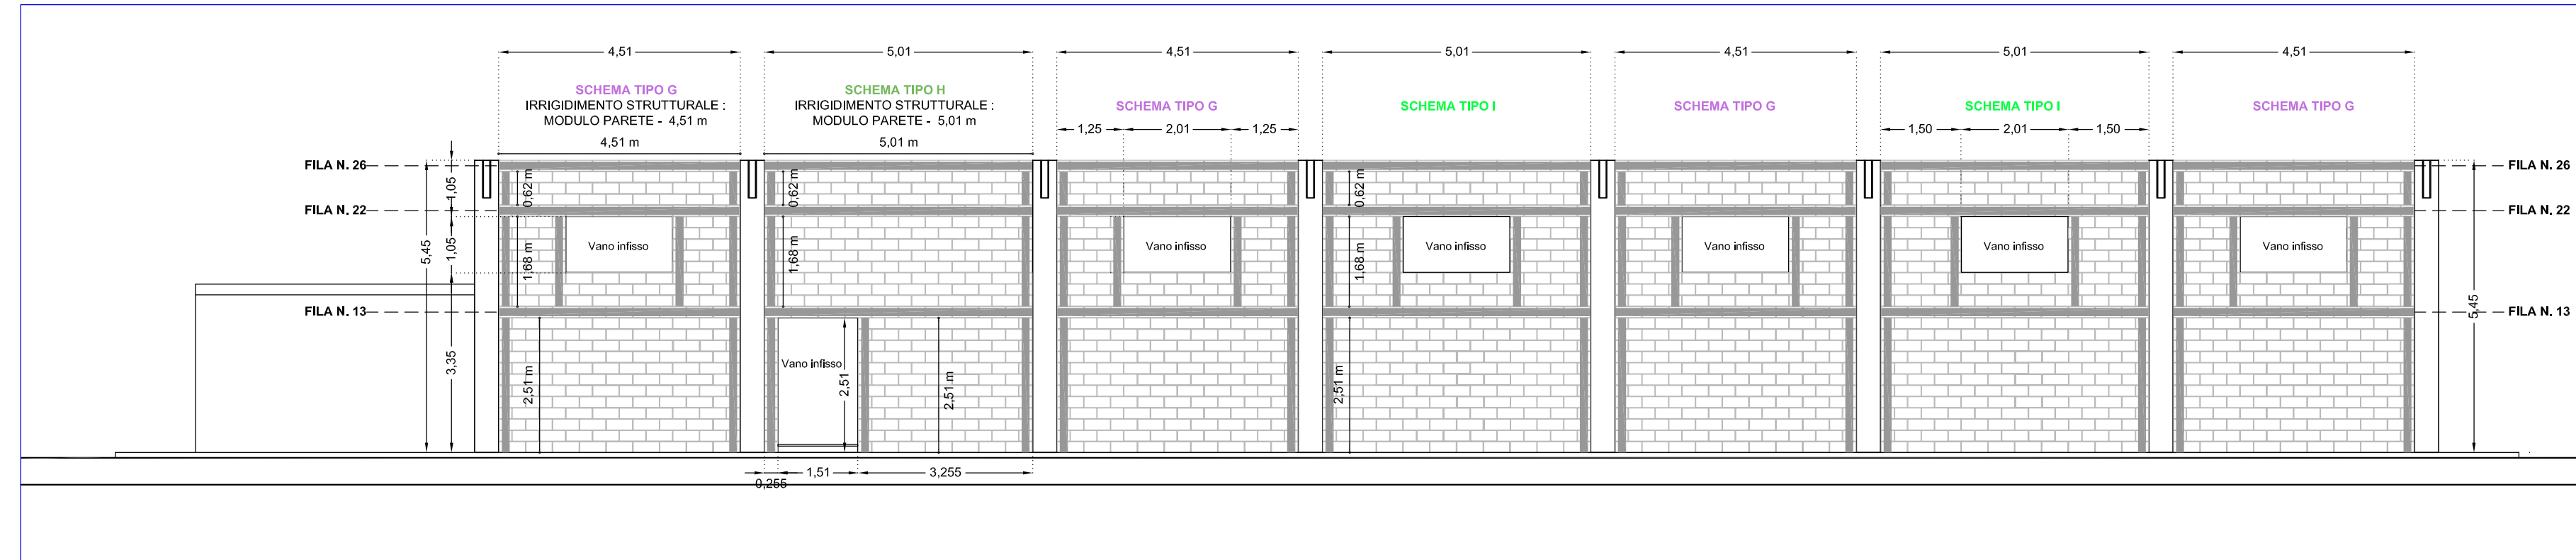 4,51
5,01
4,51
5,01
4,51
5,01
4,51
SCHEMA TIPO G
IRRIGIDIMENTO STRUTTURALE :
MODULO PARETE - 4,51 m
4,51 m
SCHEMA TIPO H
IRRIGIDIMENTO STRUTTURALE :
MODULO PARETE - 5,01 m
5,01 m
SCHEMA TIPO G
SCHEMA TIPO I
SCHEMA TIPO G
SCHEMA TIPO I
SCHEMA TIPO G
1,25
2,01
1,25
1,50
2,01
1,50
FILA N. 26
FILA N. 26
1,05
0,62 m
0,62 m
0,62 m
FILA N. 22
FILA N. 22
5,45
1,05
1,68 m
Vano infisso
1,68 m
Vano infisso
1,68 m
Vano infisso
Vano infisso
Vano infisso
Vano infisso
FILA N. 13
FILA N. 13
5,45
3,35
2,51 m
Vano infisso
2,51
2,51 m
2,51 m
1,51
3,255
0,255